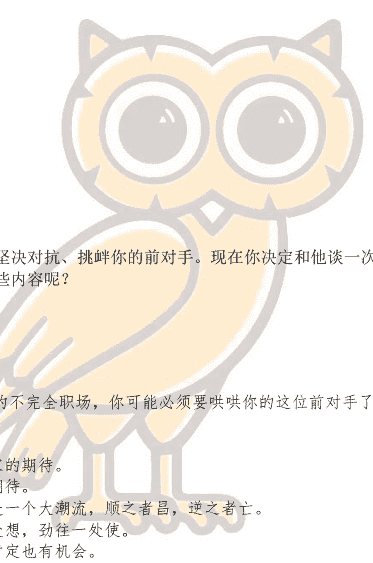 坚决对抗、挑衅你的前对手。现在你决定和他谈一次
些内容呢？
的不完全职场，你可能必须要哄哄你的这位前对手了
的期待。
期待。
一个大潮流，顺之者昌，逆之者亡。
处想，劲往一处使。
肯定也有机会。